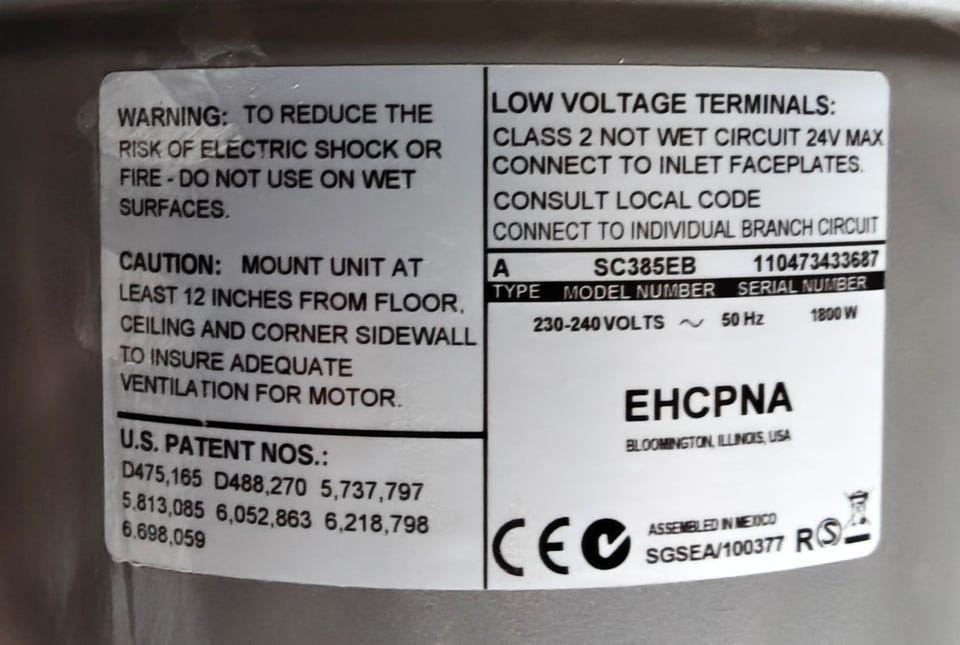 WARNING: TO REDUCE THE
RISK OF ELECTRIC SHOCK OR
FIRE - DO NOT USE ON WET
SURFACES.
CAUTION: MOUNT UNIT AT
LEAST 12 INCHES FROM FLOOR,
CEILING AND CORNER SIDEWALL
TO INSURE ADEQUATE
VENTILATION FOR MOTOR.
U.S. PATENT NOS.:
D475,165 D488,270 5,737,797
5.813,085 6,052,863 6,218,798
6.698,059
LOW VOLTAGE TERMINALS:
CLASS 2 NOT WET CIRCUIT 24V MAX
CONNECT TO INLET FACEPLATES.
CONSULT LOCAL CODE
CONNECT TO INDIVIDUAL BRANCH CIRCUIT
A SC385EB 110473433687
TYPE MODEL NUMBER SERIAL NUMBER
230-240 VOLTS ~ 50 Hz 1800 W
EHCPNA
BLOOMINGTON, ILLINOIS, USA
CE
ASSEMBLED IN MEXICO
SGSEA/100377 R S